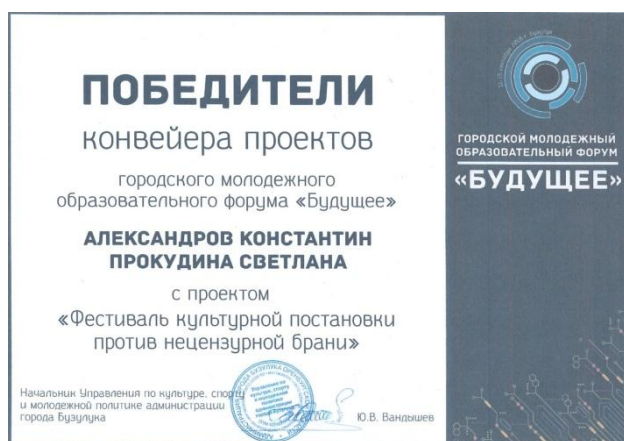 ПОБЕДИТЕЛИ
конвейера проектов
городского молодежного
образовательного форума «Будущее»
АЛЕКСАНДРОВ КОНСТАНТИН
ПРОКУДИНА СВЕТЛАНА
с проектом
«Фестиваль культурной постановки
против нецензурной брани»
Начальник Управления по культуре, спорту
и молодежной политике администрации
города Бузулука
Ю.В. Вандышев
ГОРОДСКОЙ МОЛОДЕЖНЫЙ
ОБРАЗОВАТЕЛЬНЫЙ ФОРУМ
«БУДУЩЕЕ»